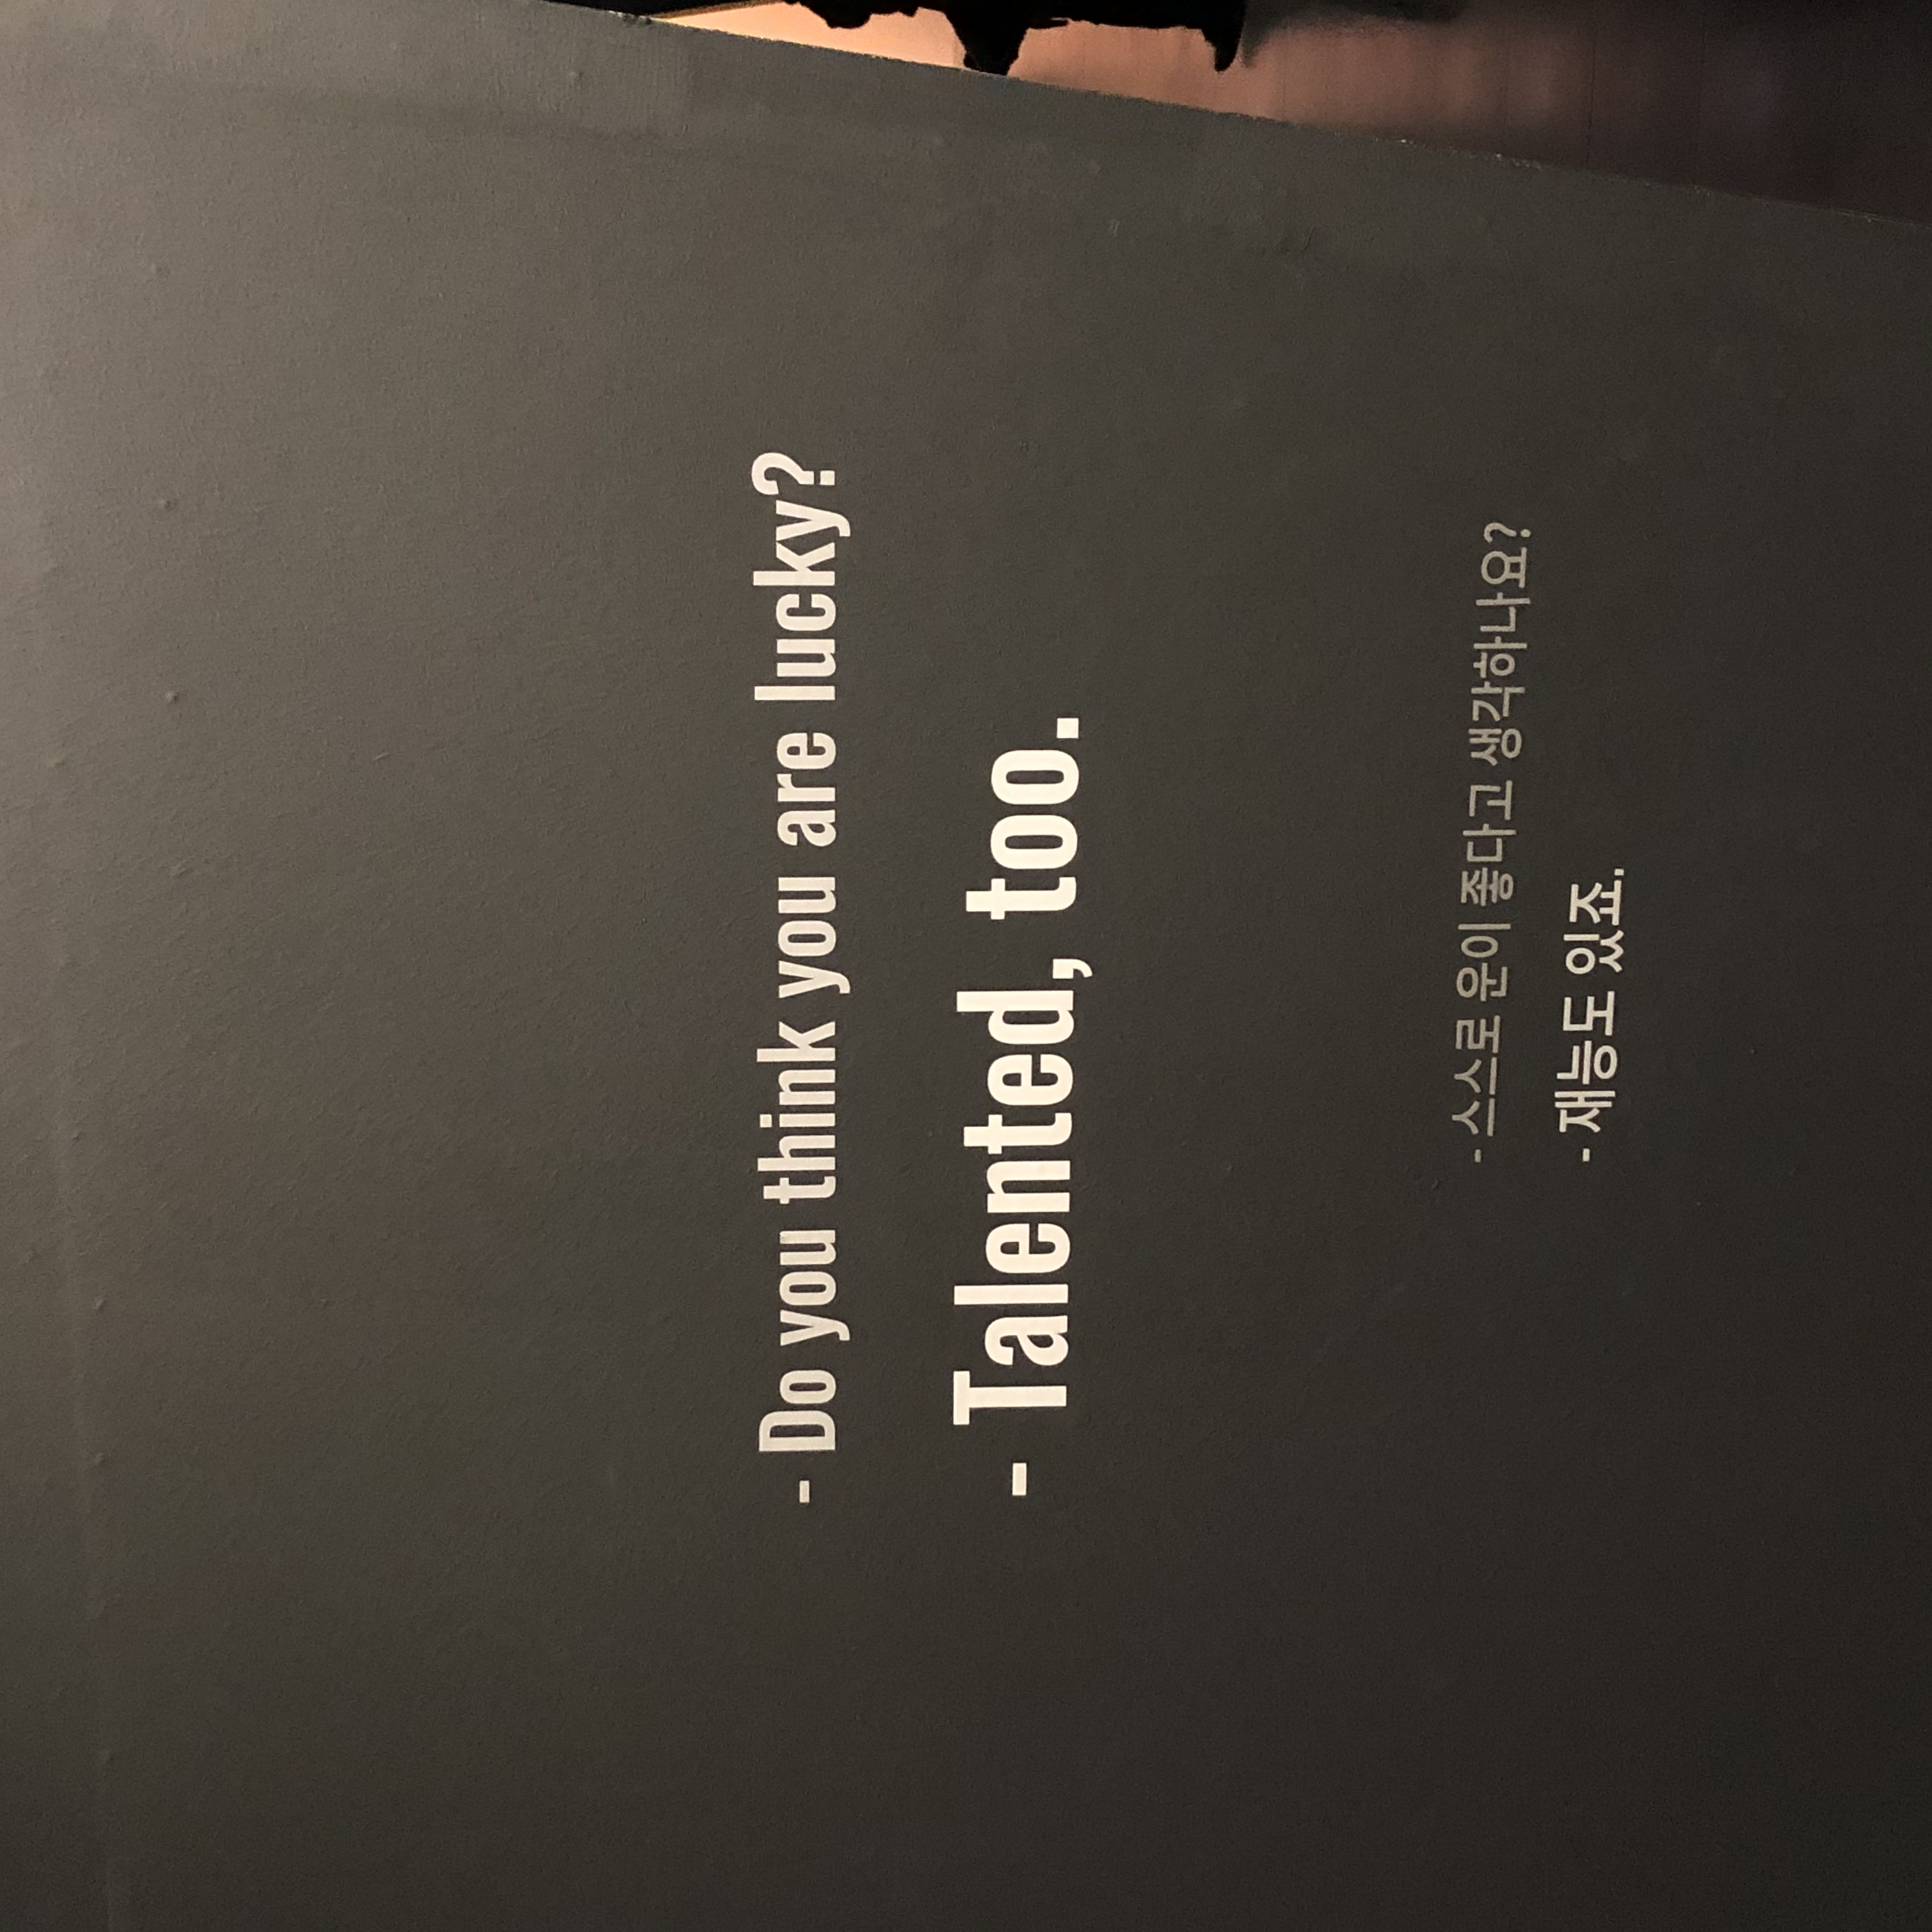 - Do you think you are lucky?
- Talented, too.
- 스스로 운이 좋다고 생각하나요?
- 재능도 있죠.